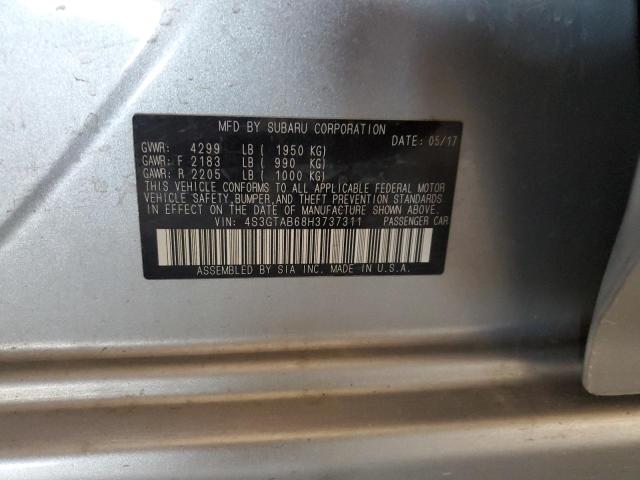 MFD BY SUBARU CORPORATION
DATE: 05/17
GVWR: 4299 LB ( 1950 KG)
GAWR: F 2183 LB ( 990 KG)
GAWR: R 2205 LB ( 1000 KG)
THIS VEHICLE CONFORMS TO ALL APPLICABLE FEDERAL MOTOR
VEHICLE SAFETY,BUMPER,AND THEFT PREVENTION STANDARDS
IN EFFECT ON THE DATE OF MANUFACTURE SHOWN ABOVE.
VIN: 4S3GTAB68H3737311 PASSENGER CAR
ASSEMBLED BY SIA INC. MADE IN U.S.A.